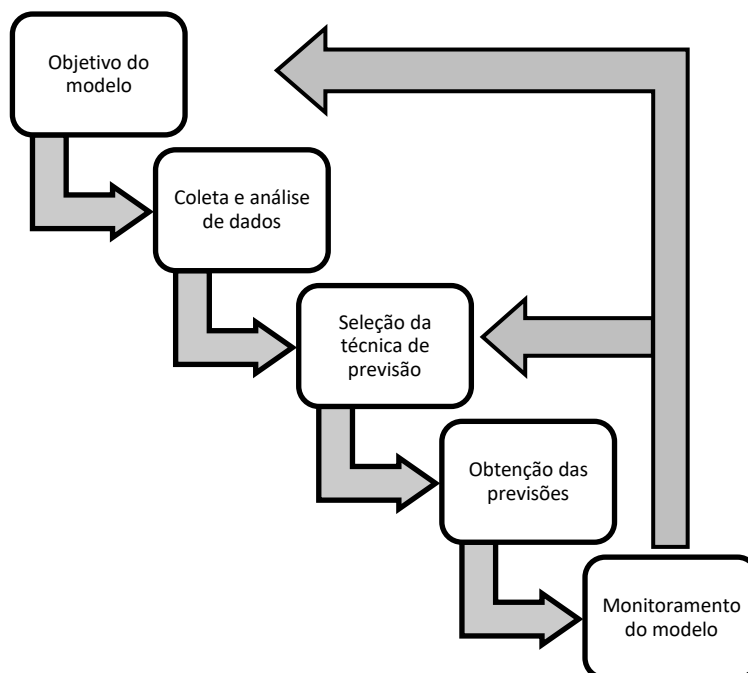 Objetivo do
modelo
Coleta e análise
de dados
Seleção da
técnica de
previsão
Obtenção das
previsões
Monitoramento
do modelo